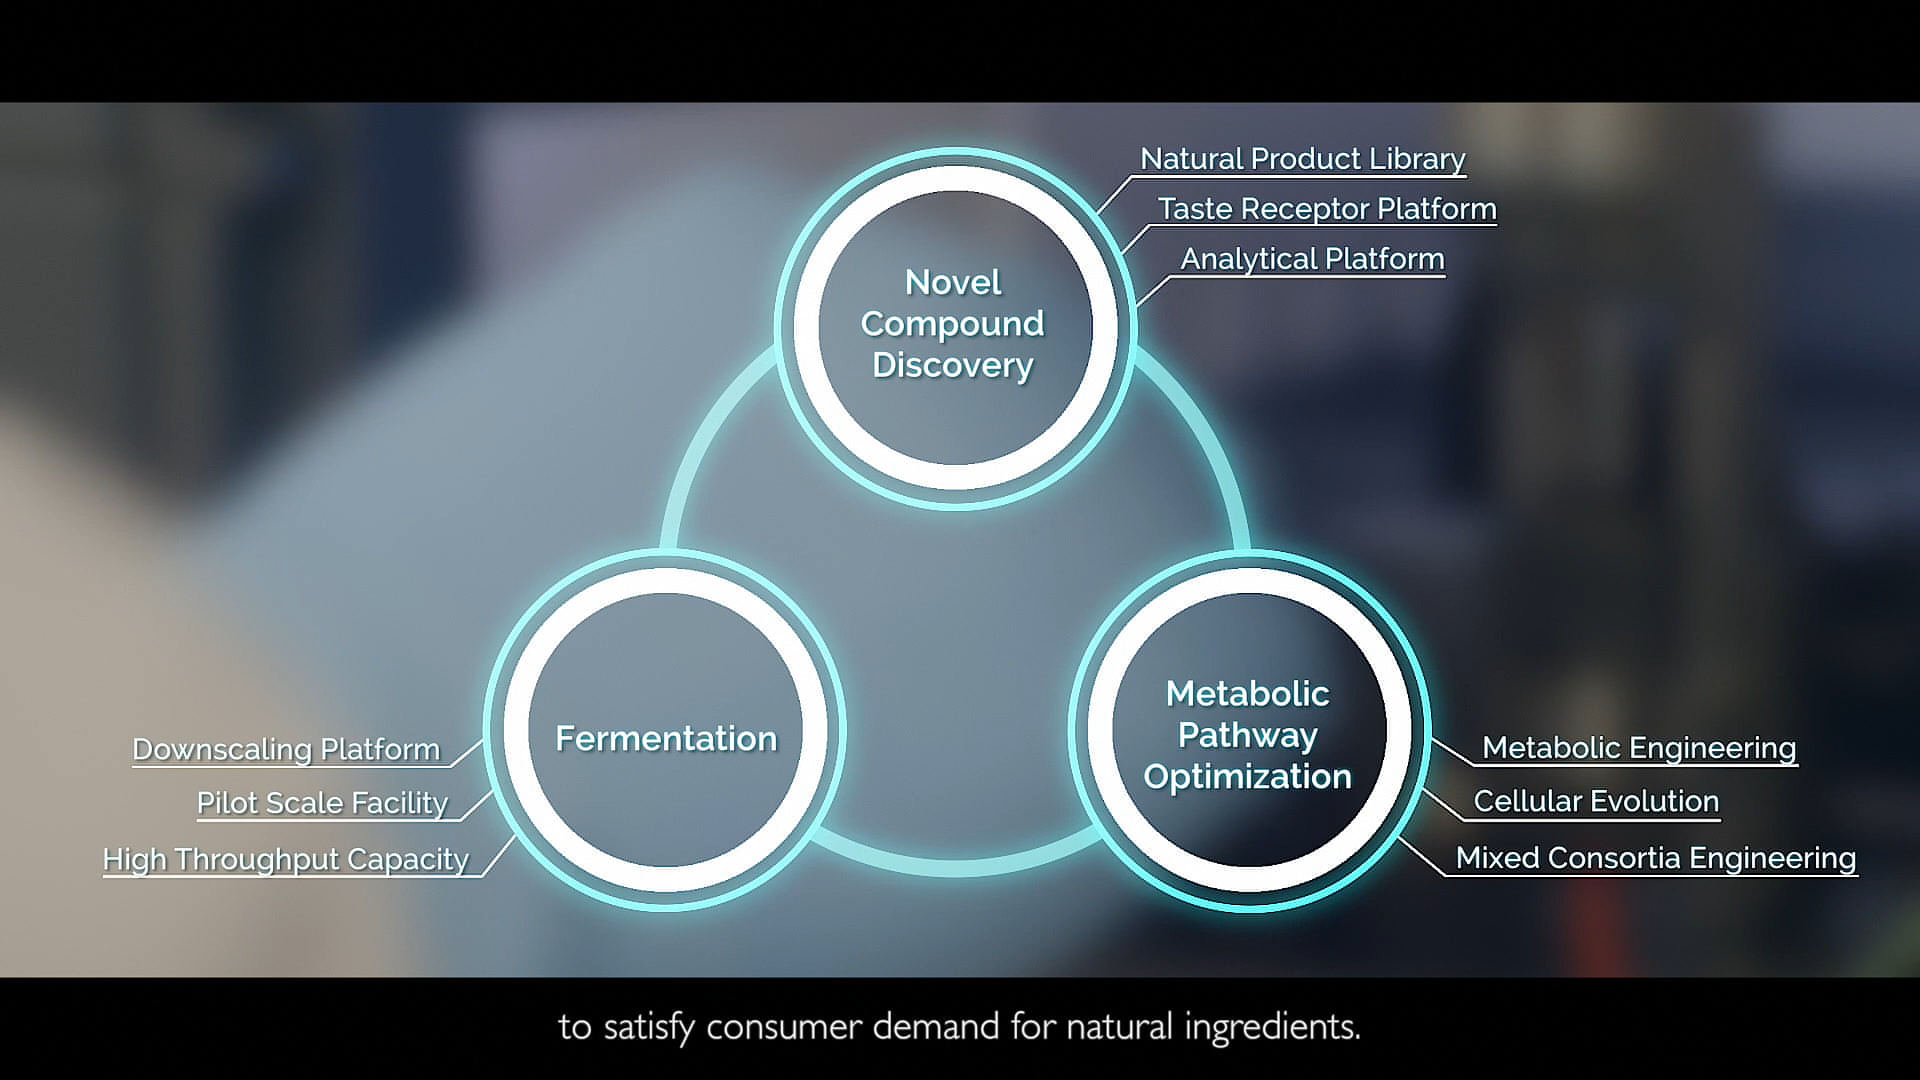 Natural Product Library
Taste Receptor Platform
Analytical Platform
Novel
Compound
Discovery
Fermentation
Downscaling Platform
Pilot Scale Facility
High Throughput Capacity
Metabolic
Pathway
Optimization
Metabolic Engineering
Cellular Evolution
Mixed Consortia Engineering
to satisfy consumer demand for natural ingredients.